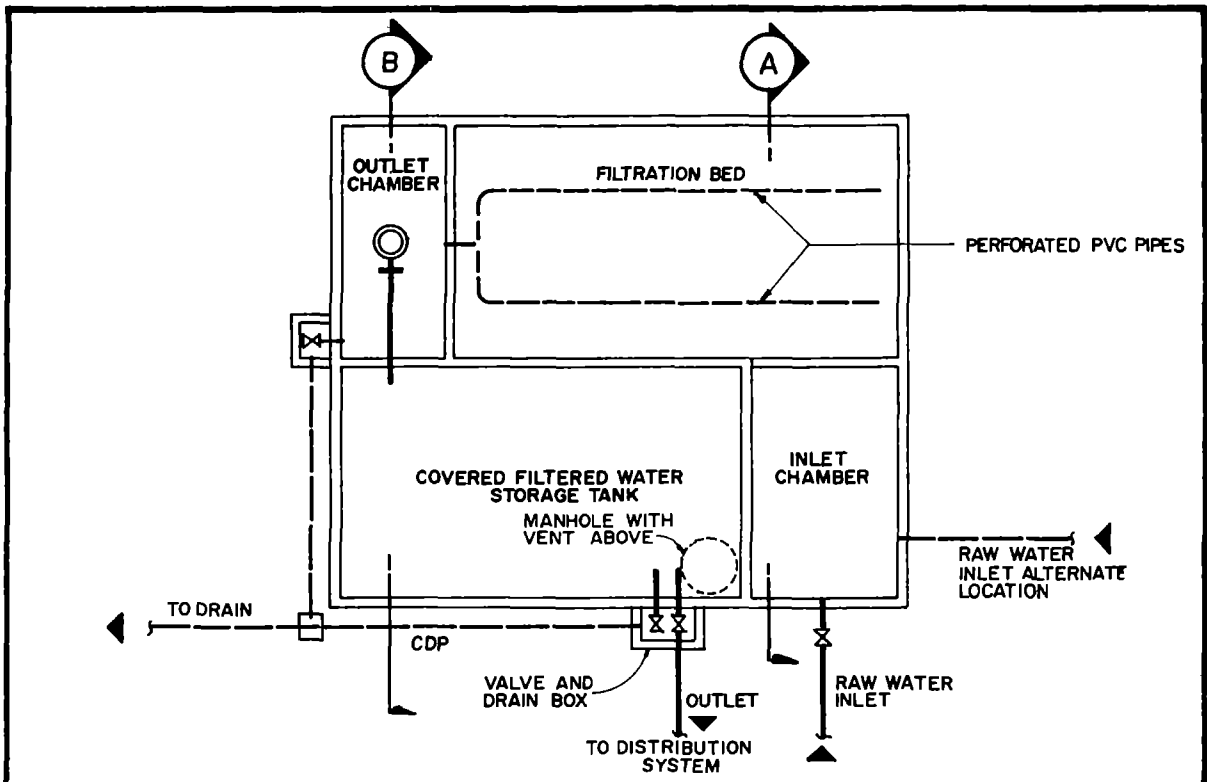 B
A
OUTLET
CHAMBER
FILTRATION BED
PERFORATED PVC PIPES
COVERED FILTERED WATER
STORAGE TANK
MANHOLE WITH
VENT ABOVE
INLET
CHAMBER
RAW WATER
INLET ALTERNATE
LOCATION
TO DRAIN
CDP
VALVE AND
DRAIN BOX
OUTLET
TO DISTRIBUTION
SYSTEM
RAW WATER
INLET